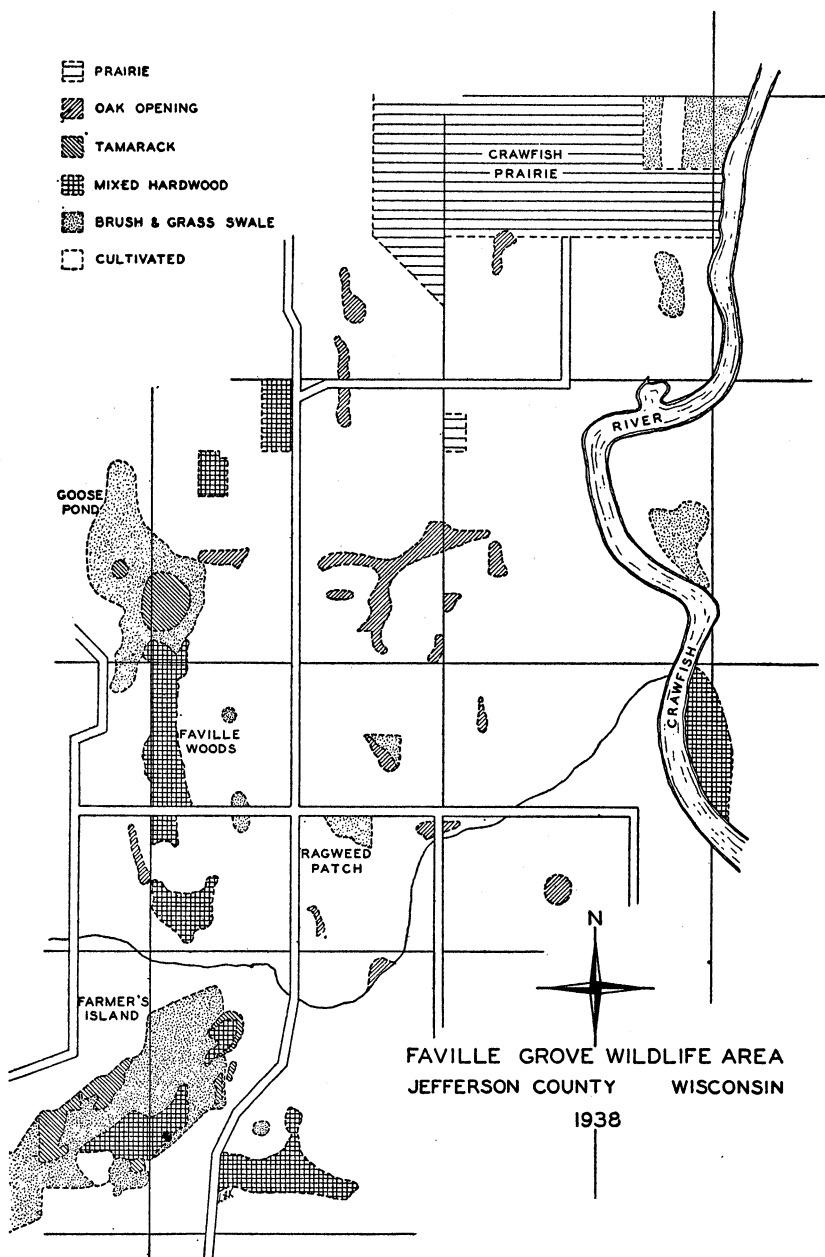 PRAIRIE
OAK OPENING
TAMARACK
MIXED HARDWOOD
BRUSH & GRASS SWALE
CULTIVATED
CRAWFISH
PRAIRIE
RIVER
GOOSE
POND
CRAWFISH
FAVILLE
WOODS
RAGWEED
PATCH
N
FARMER'S
ISLAND
FAVILLE GROVE WILDLIFE AREA
JEFFERSON COUNTY WISCONSIN
1938